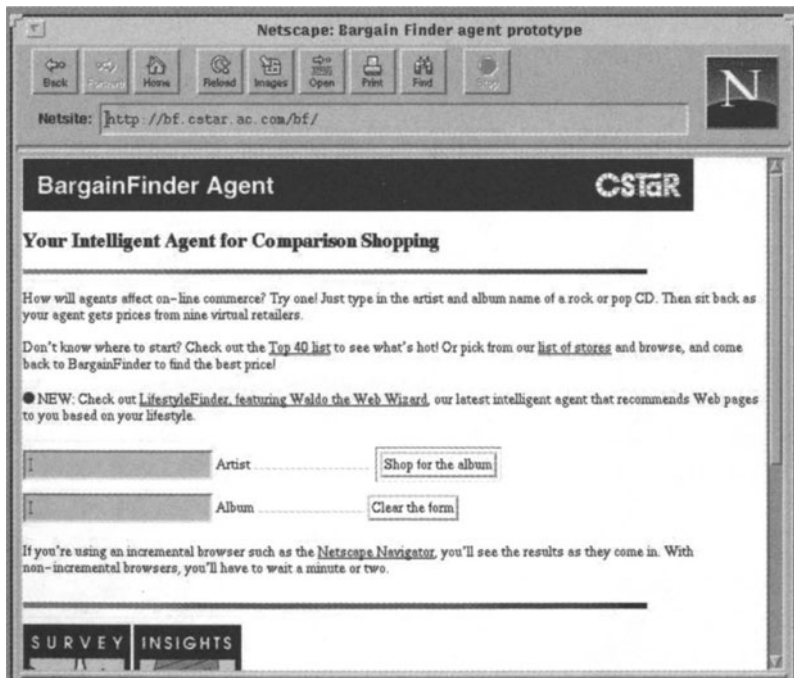 Netscape: Bargain Finder agent prototype
Back Forward Home Reload Images Open Print Find Stop
Netsite: http://bf.cstar.ac.com/bf/
N
BargainFinder Agent CSTaR
Your Intelligent Agent for Comparison Shopping
How will agents affect on-line commerce? Try one! Just type in the artist and album name of a rock or pop CD. Then sit back as
your agent gets prices from nine virtual retailers.
Don't know where to start? Check out the Top 40 list to see what's hot! Or pick from our list of stores and browse, and come
back to BargainFinder to find the best price!
NEW: Check out LifestyleFinder, featuring Waldo the Web Wizard, our latest intelligent agent that recommends Web pages
to you based on your lifestyle.
Artist Shop for the album
Album Clear the form
If you're using an incremental browser such as the Netscape Navigator, you'll see the results as they come in. With
non-incremental browsers, you'll have to wait a minute or two.
SURVEY INSIGHTS